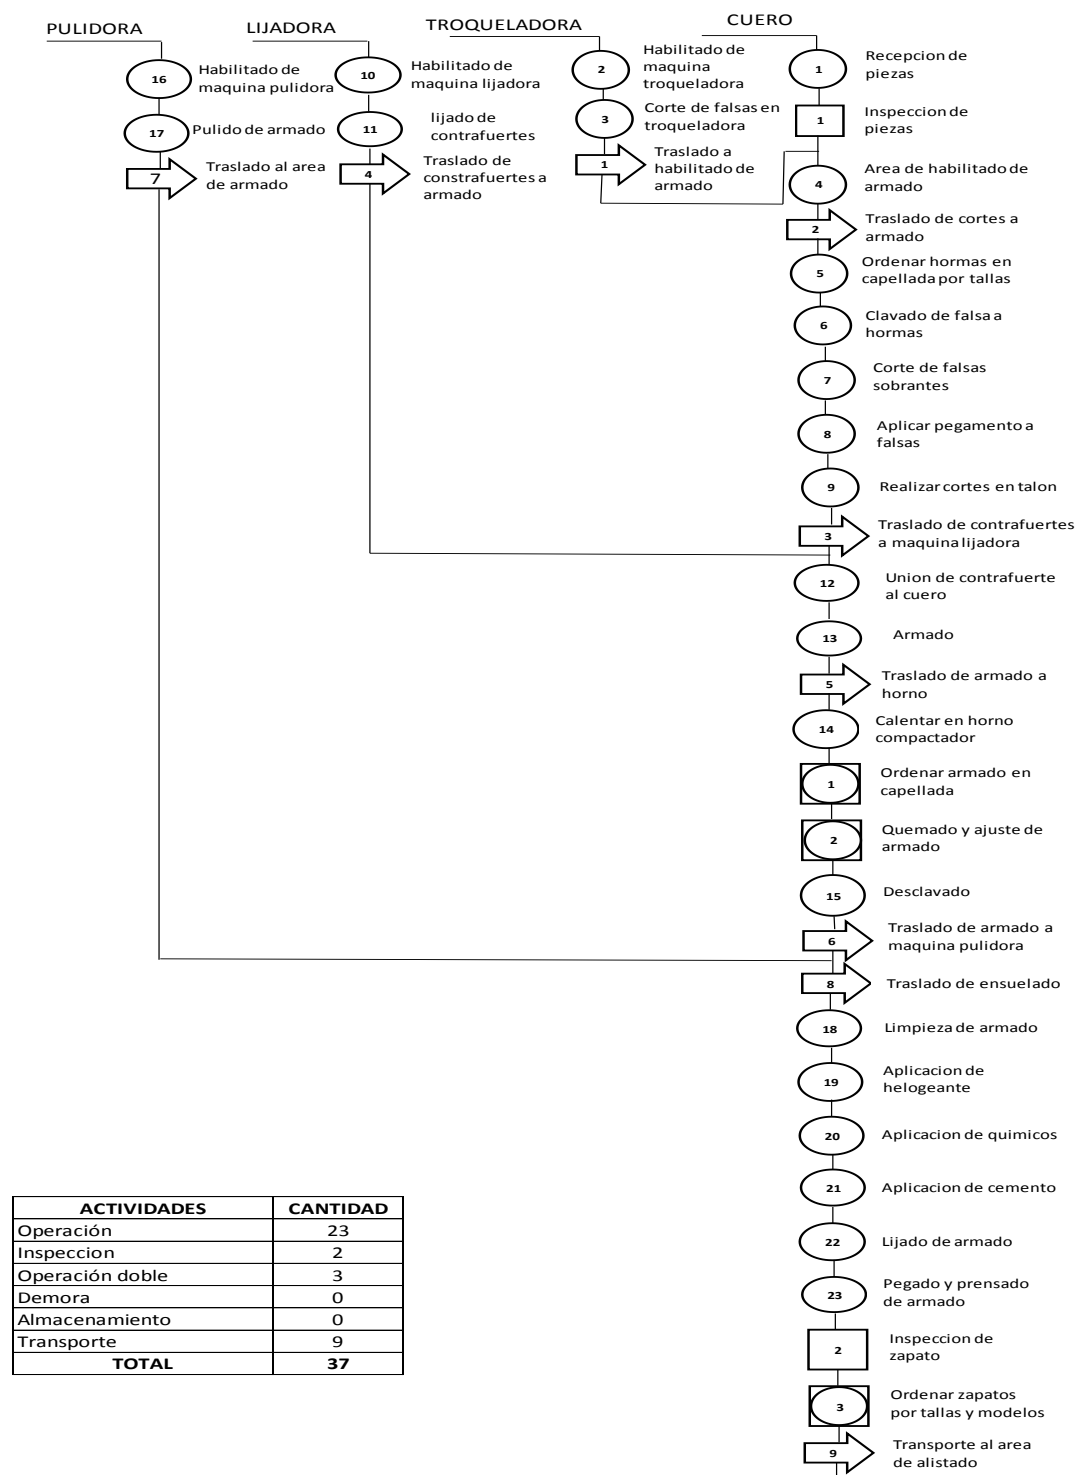 PULIDORA
16
Habilitado de
maquina pulidora
17
Pulido de armado
7
Traslado al area
de armado
LIJADORA
10
Habilitado de
maquina lijadora
11
lijado de
contrafuertes
4
Traslado de
constrafuertes a
armado
TROQUELADORA
2
Habilitado de
maquina
troqueladora
3
Corte de falsas en
troqueladora
1
Traslado a
habilitado de
armado
CUERO
1
Recepcion de
piezas
1
Inspeccion de
piezas
4
Area de habilitado de
armado
2
Traslado de cortes a
armado
5
Ordenar hormas en
capellada por tallas
6
Clavado de falsa a
hormas
7
Corte de falsas
sobrantes
8
Aplicar pegamento a
falsas
9
Realizar cortes en talon
3
Traslado de contrafuertes
a maquina lijadora
12
Union de contrafuerte
al cuero
13
Armado
5
Traslado de armado a
horno
14
Calentar en horno
compactador
1
Ordenar armado en
capellada
2
Quemado y ajuste de
armado
15
Desclavado
6
Traslado de armado a
maquina pulidora
8
Traslado de ensuelado
18
Limpieza de armado
19
Aplicacion de
helogeante
20
Aplicacion de quimicos
21
Aplicacion de cemento
22
Lijado de armado
23
Pegado y prensado
de armado
2
Inspeccion de
zapato
3
Ordenar zapatos
por tallas y modelos
9
Transporte al area
de alistado
ACTIVIDADES CANTIDAD
Operación 23
Inspeccion 2
Operación doble 3
Demora 0
Almacenamiento 0
Transporte 9
TOTAL 37